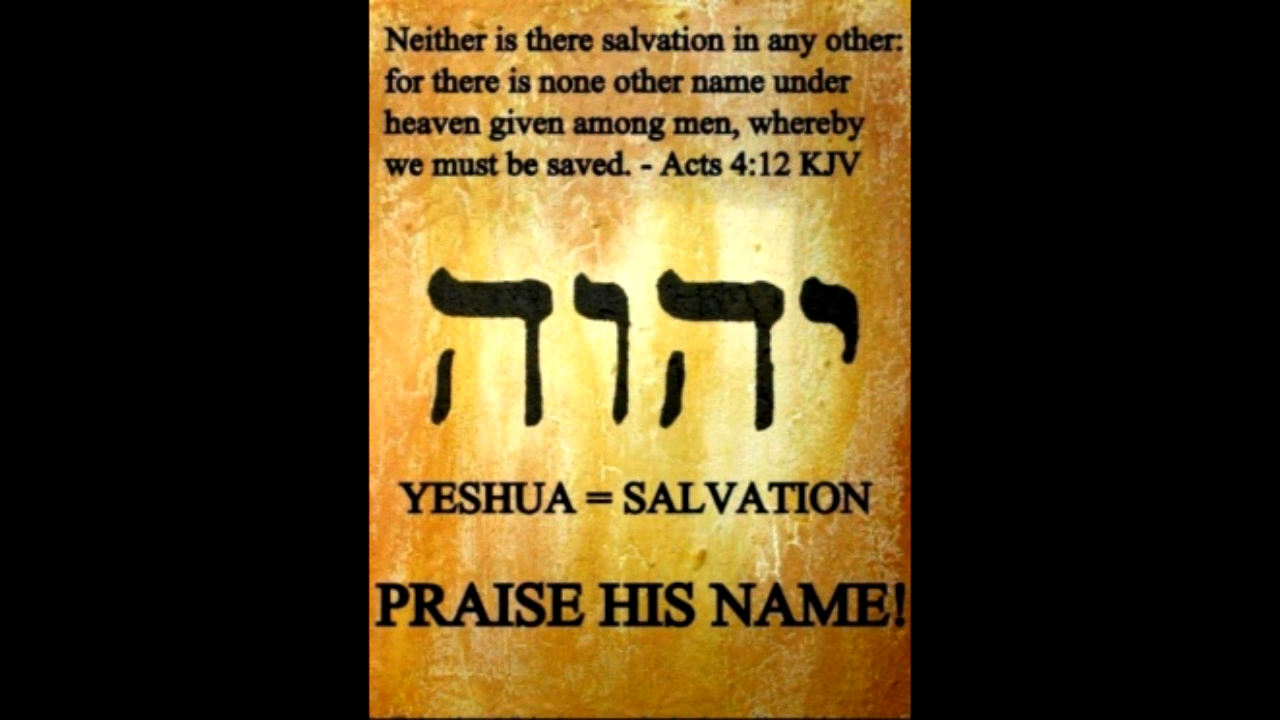 Neither is there salvation in any other:
for there is none other name under
heaven given among men, whereby
we must be saved. - Acts 4:12 KJV
יהוה
YESHUA = SALVATION
PRAISE HIS NAME!